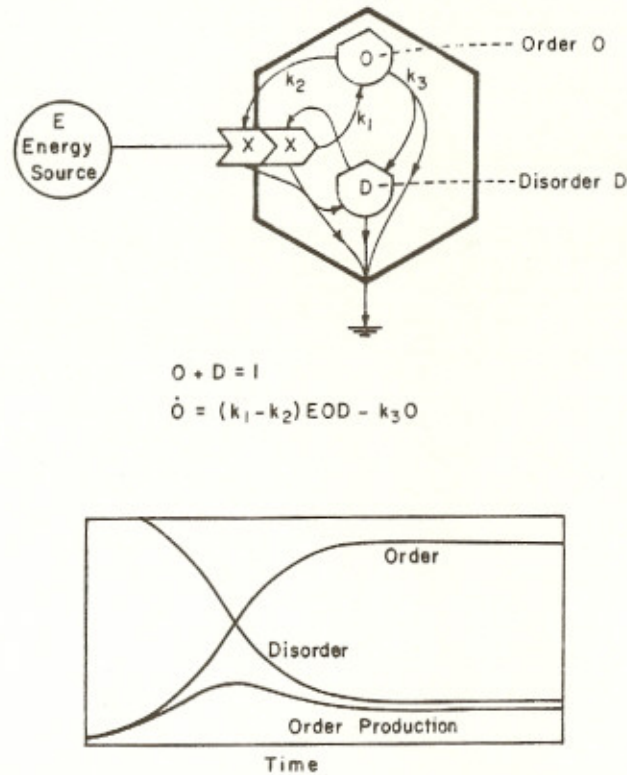 O
Order O
k₂
k₃
k₁
E
Energy
Source
X X
D
Disorder D
O + D = 1
Ȯ = (k₁-k₂) EOD - k₃O
Order
Disorder
Order Production
Time